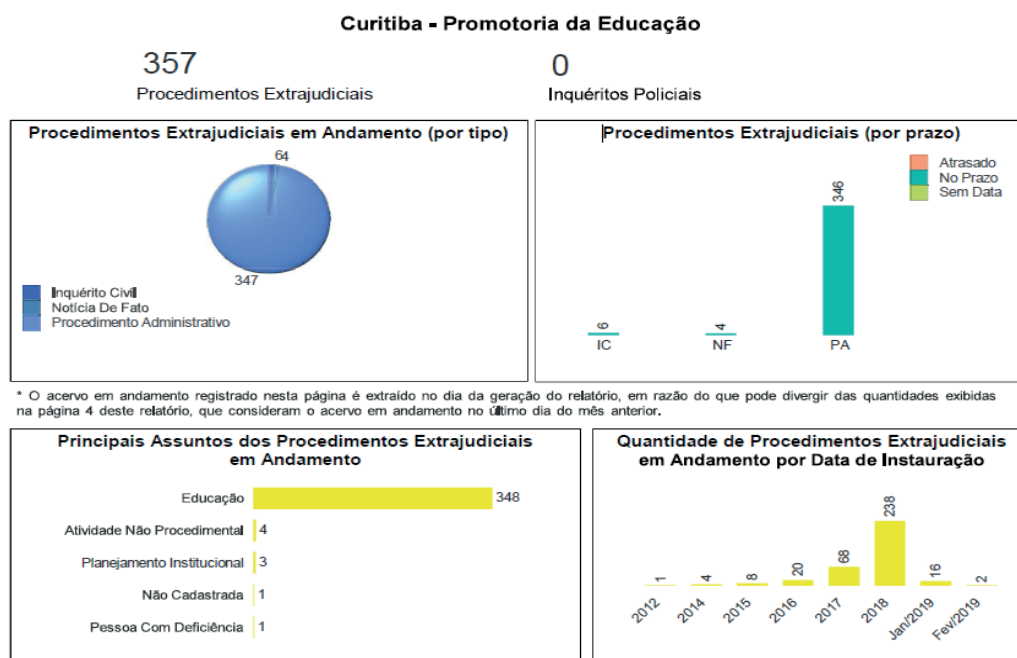 Curitiba - Promotoria da Educação
357
Procedimentos Extrajudiciais
0
Inquéritos Policiais
Procedimentos Extrajudiciais em Andamento (por tipo)
64
347
Inquérito Civil
Notícia De Fato
Procedimento Administrativo
Procedimentos Extrajudiciais (por prazo)
Atrasado
No Prazo
Sem Data
6
4
346
IC
NF
PA
* O acervo em andamento registrado nesta página é extraído no dia da geração do relatório, em razão do que pode divergir das quantidades exibidas
na página 4 deste relatório, que consideram o acervo em andamento no último dia do mês anterior.
Principais Assuntos dos Procedimentos Extrajudiciais
em Andamento
Educação 348
Atividade Não Procedimental 4
Planejamento Institucional 3
Não Cadastrada 1
Pessoa Com Deficiência 1
Quantidade de Procedimentos Extrajudiciais
em Andamento por Data de Instauração
1
4
8
20
68
238
16
2
2012
2014
2015
2016
2017
2018
Jan/2019
Fev/2019